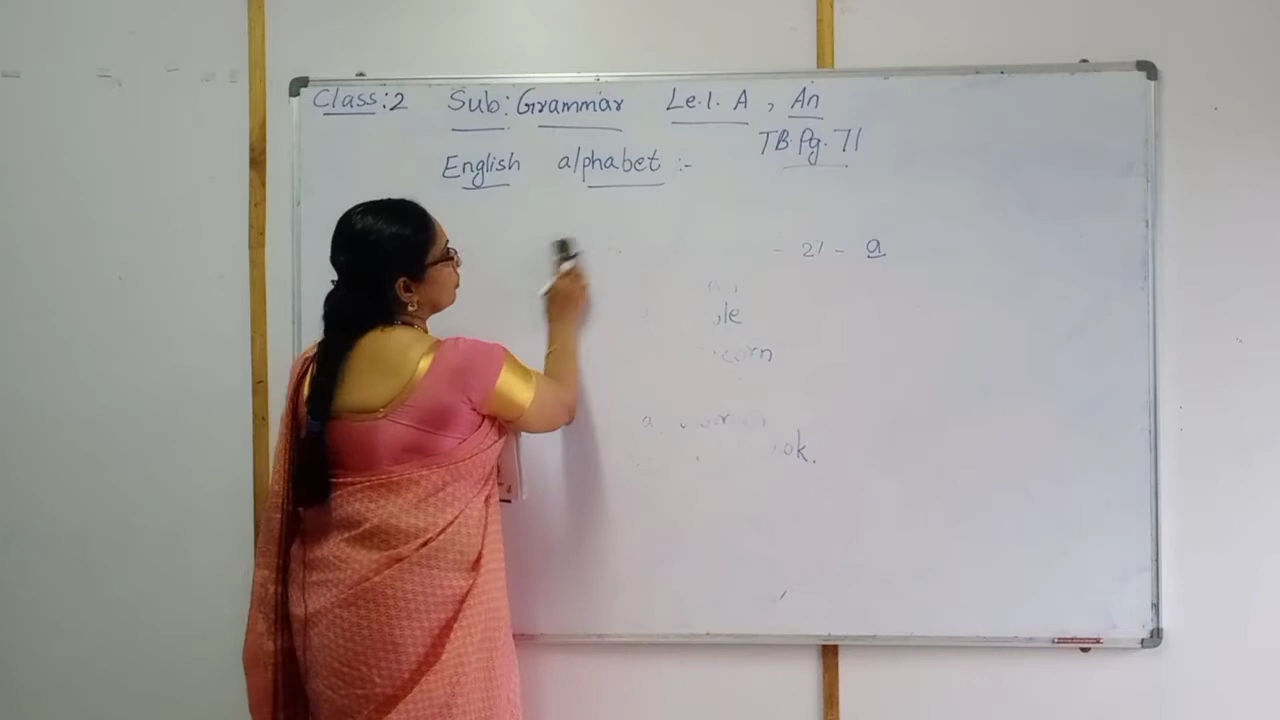 Class:2 Sub:Grammar Le.1. A , An
TB.Pg.71
English alphabet :-
- 21 - a
le
corn
a
ok.